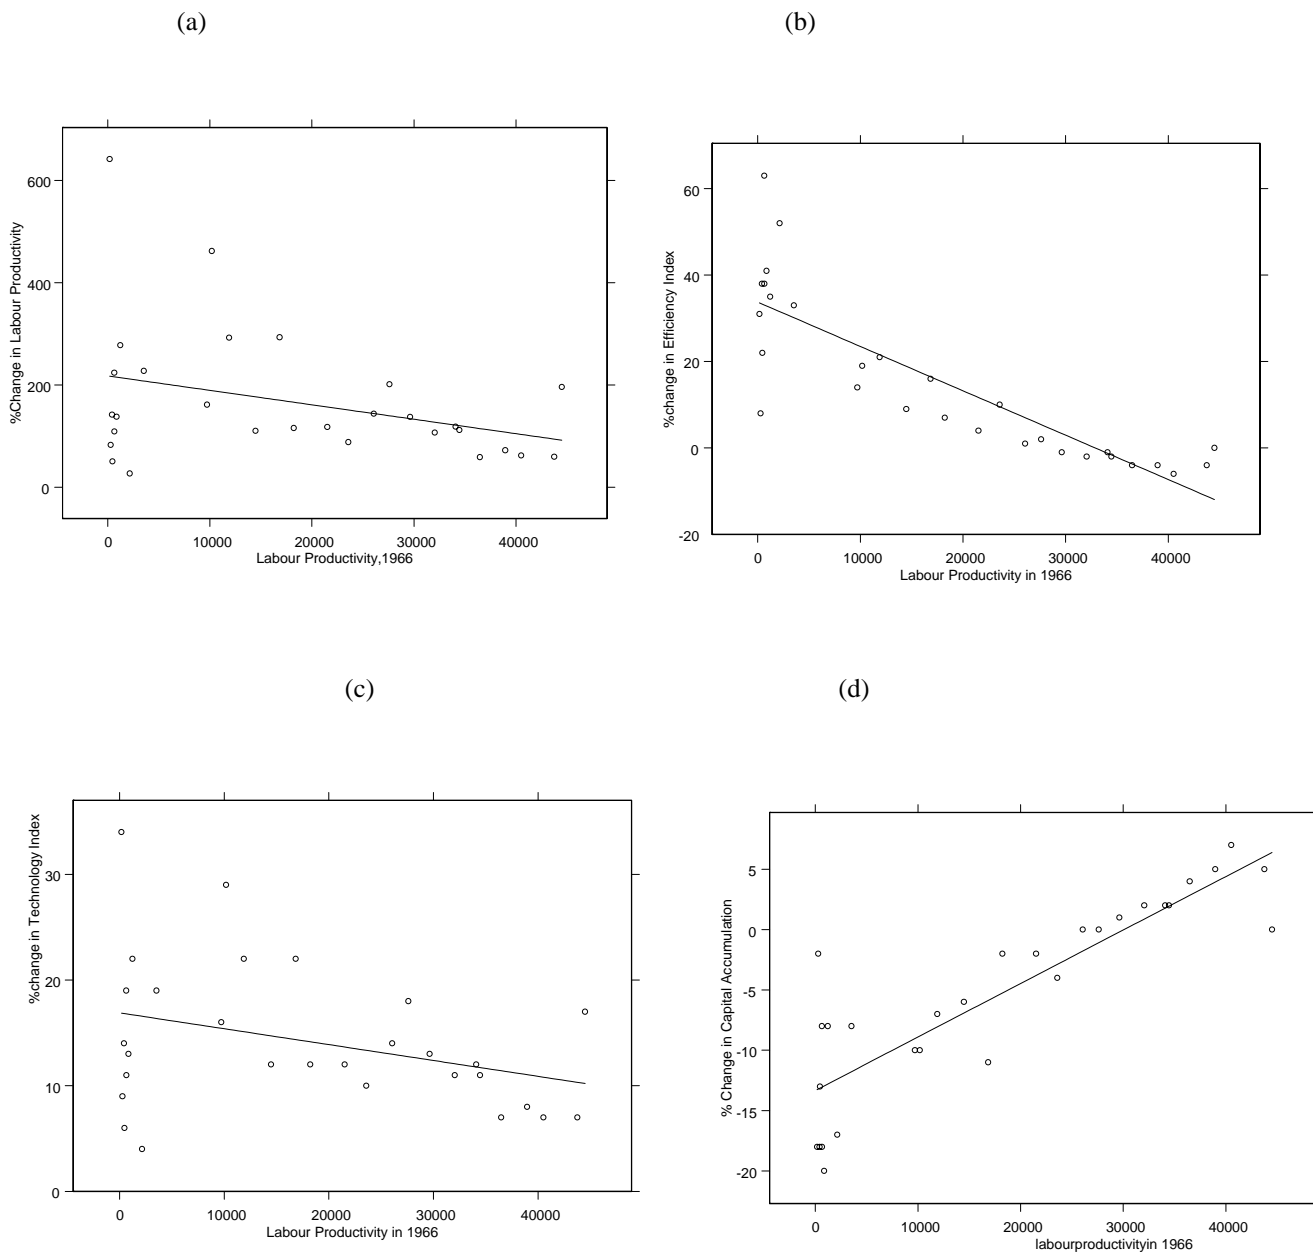 (a)
(b)
%Change in Labour Productivity
600
400
200
0
0 10000 20000 30000 40000
Labour Productivity,1966
%change in Efficiency Index
60
40
20
0
-20
0 10000 20000 30000 40000
Labour Productivity in 1966
(c)
(d)
%change in Technology Index
30
20
10
0
0 10000 20000 30000 40000
Labour Productivity in 1966
% Change in Capital Accumulation
5
0
-5
-10
-15
-20
0 10000 20000 30000 40000
labourproductivityin 1966